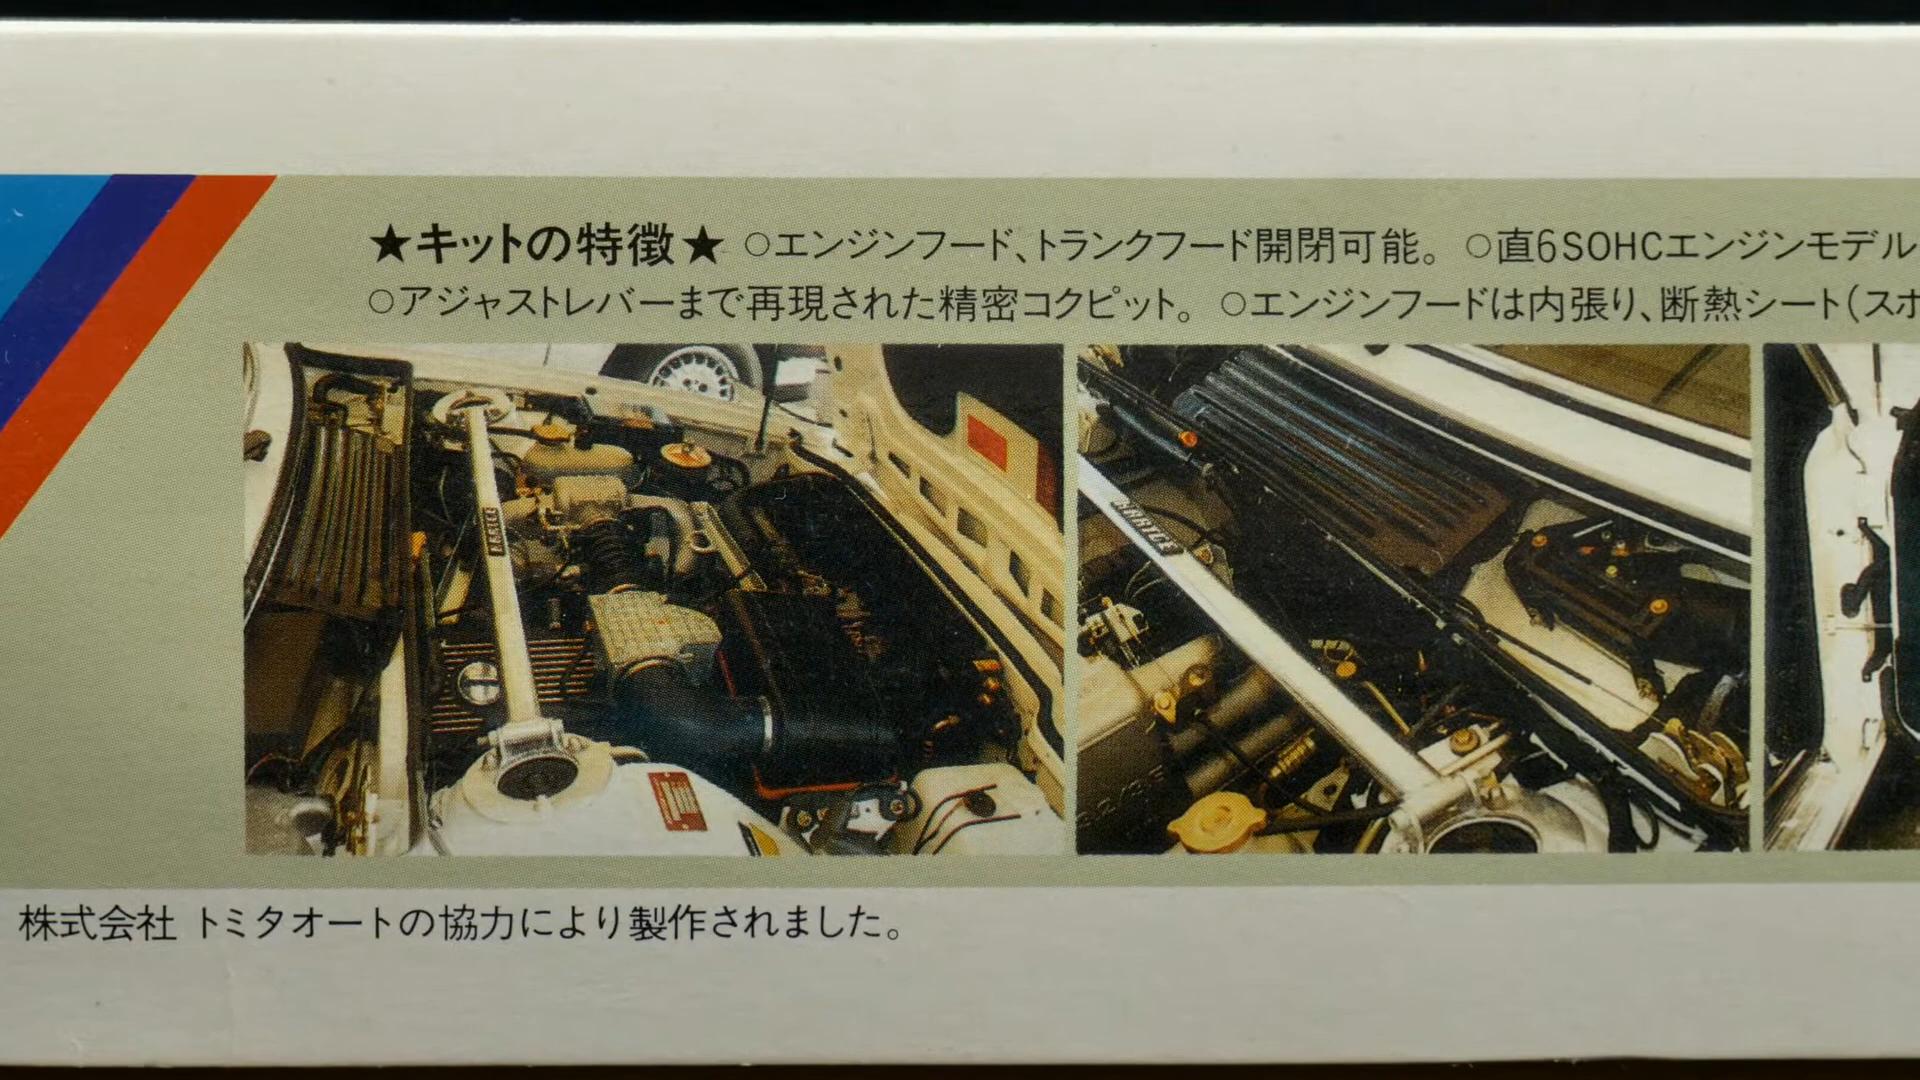 ★キットの特徴★ ○エンジンフード、トランクフード開閉可能。 ○直6SOHCエンジンモデル
○アジャストレバーまで再現された精密コクピット。 ○エンジンフードは内張り、断熱シート(スポ
株式会社 トミタオートの協力により製作されました。